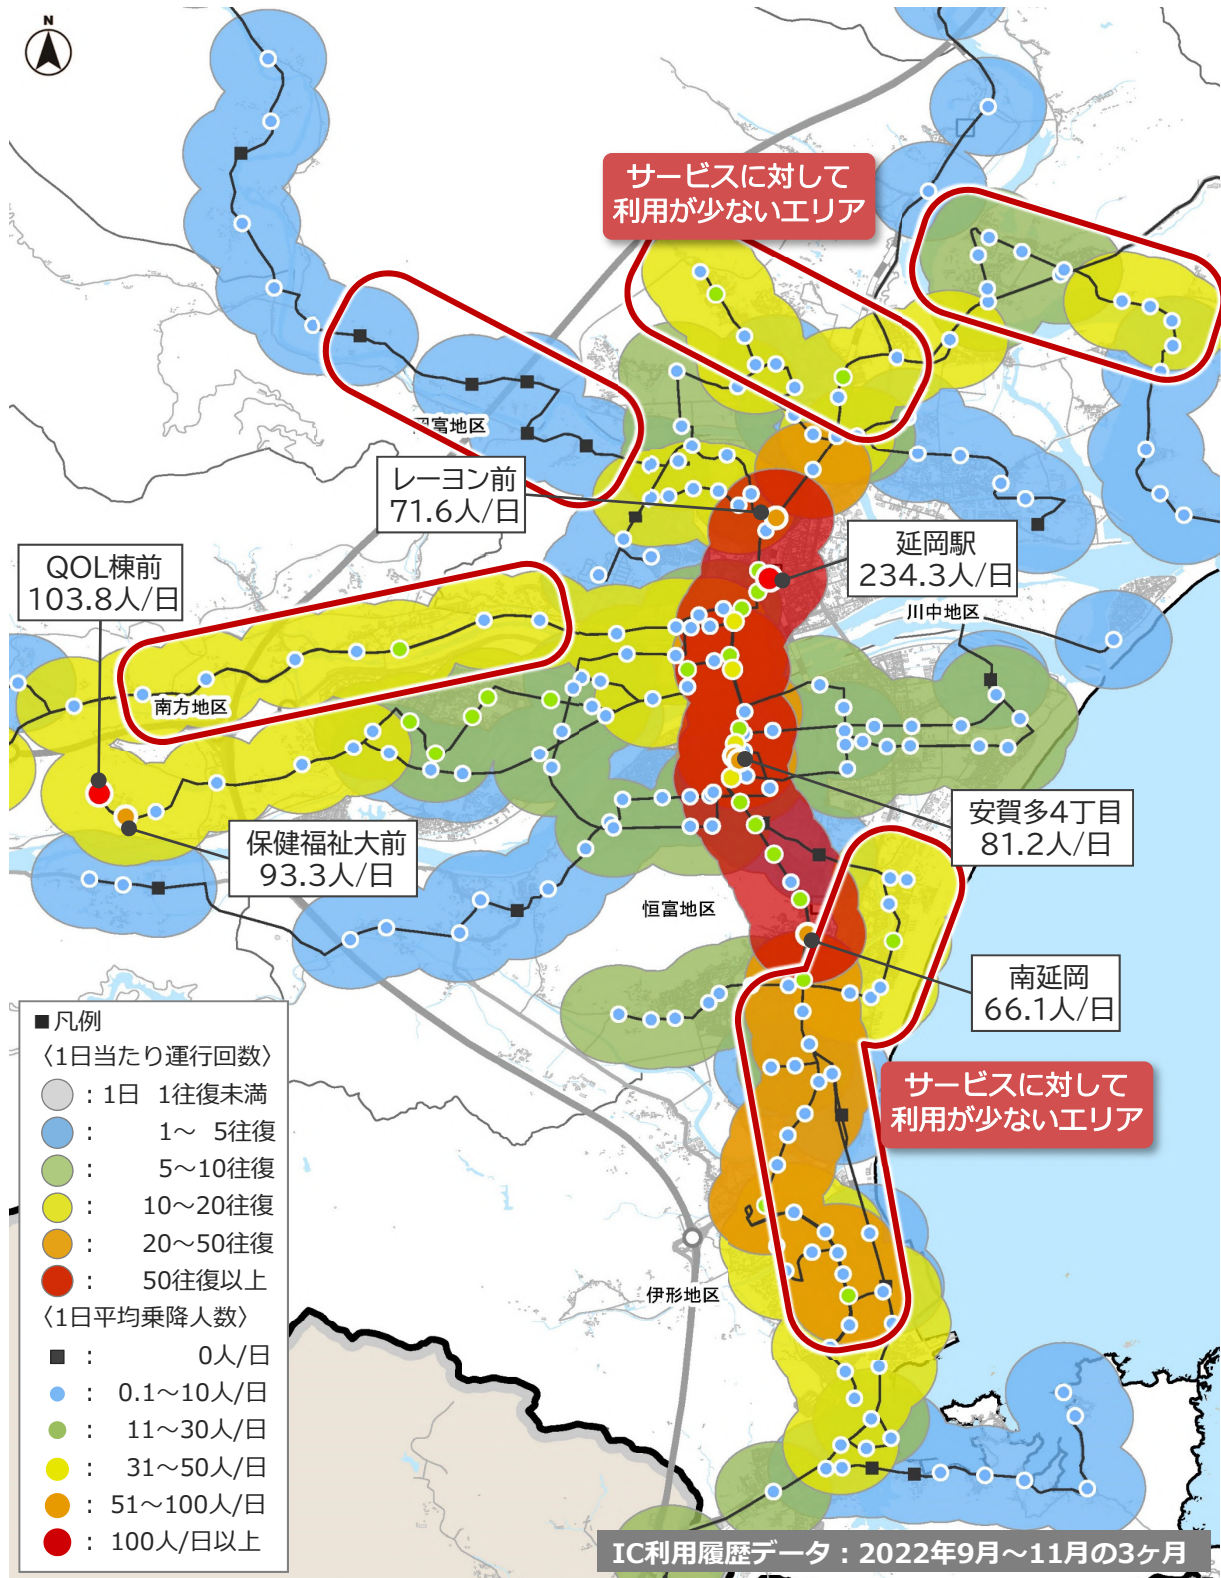 N
サービスに対して
利用が少ないエリア
富地区
レーヨン前
71.6人/日
延岡駅
234.3人/日
QOL棟前
103.8人/日
川中地区
南方地区
安賀多4丁目
81.2人/日
保健福祉大前
93.3人/日
恒富地区
南延岡
66.1人/日
サービスに対して
利用が少ないエリア
伊形地区
■凡例
〈1日当たり運行回数〉
：1日 1往復未満
： 1～ 5往復
： 5～10往復
： 10～20往復
： 20～50往復
： 50往復以上
〈1日平均乗降人数〉
： 0人/日
： 0.1～10人/日
： 11～30人/日
： 31～50人/日
： 51～100人/日
： 100人/日以上
IC利用履歴データ：2022年9月～11月の3ヶ月